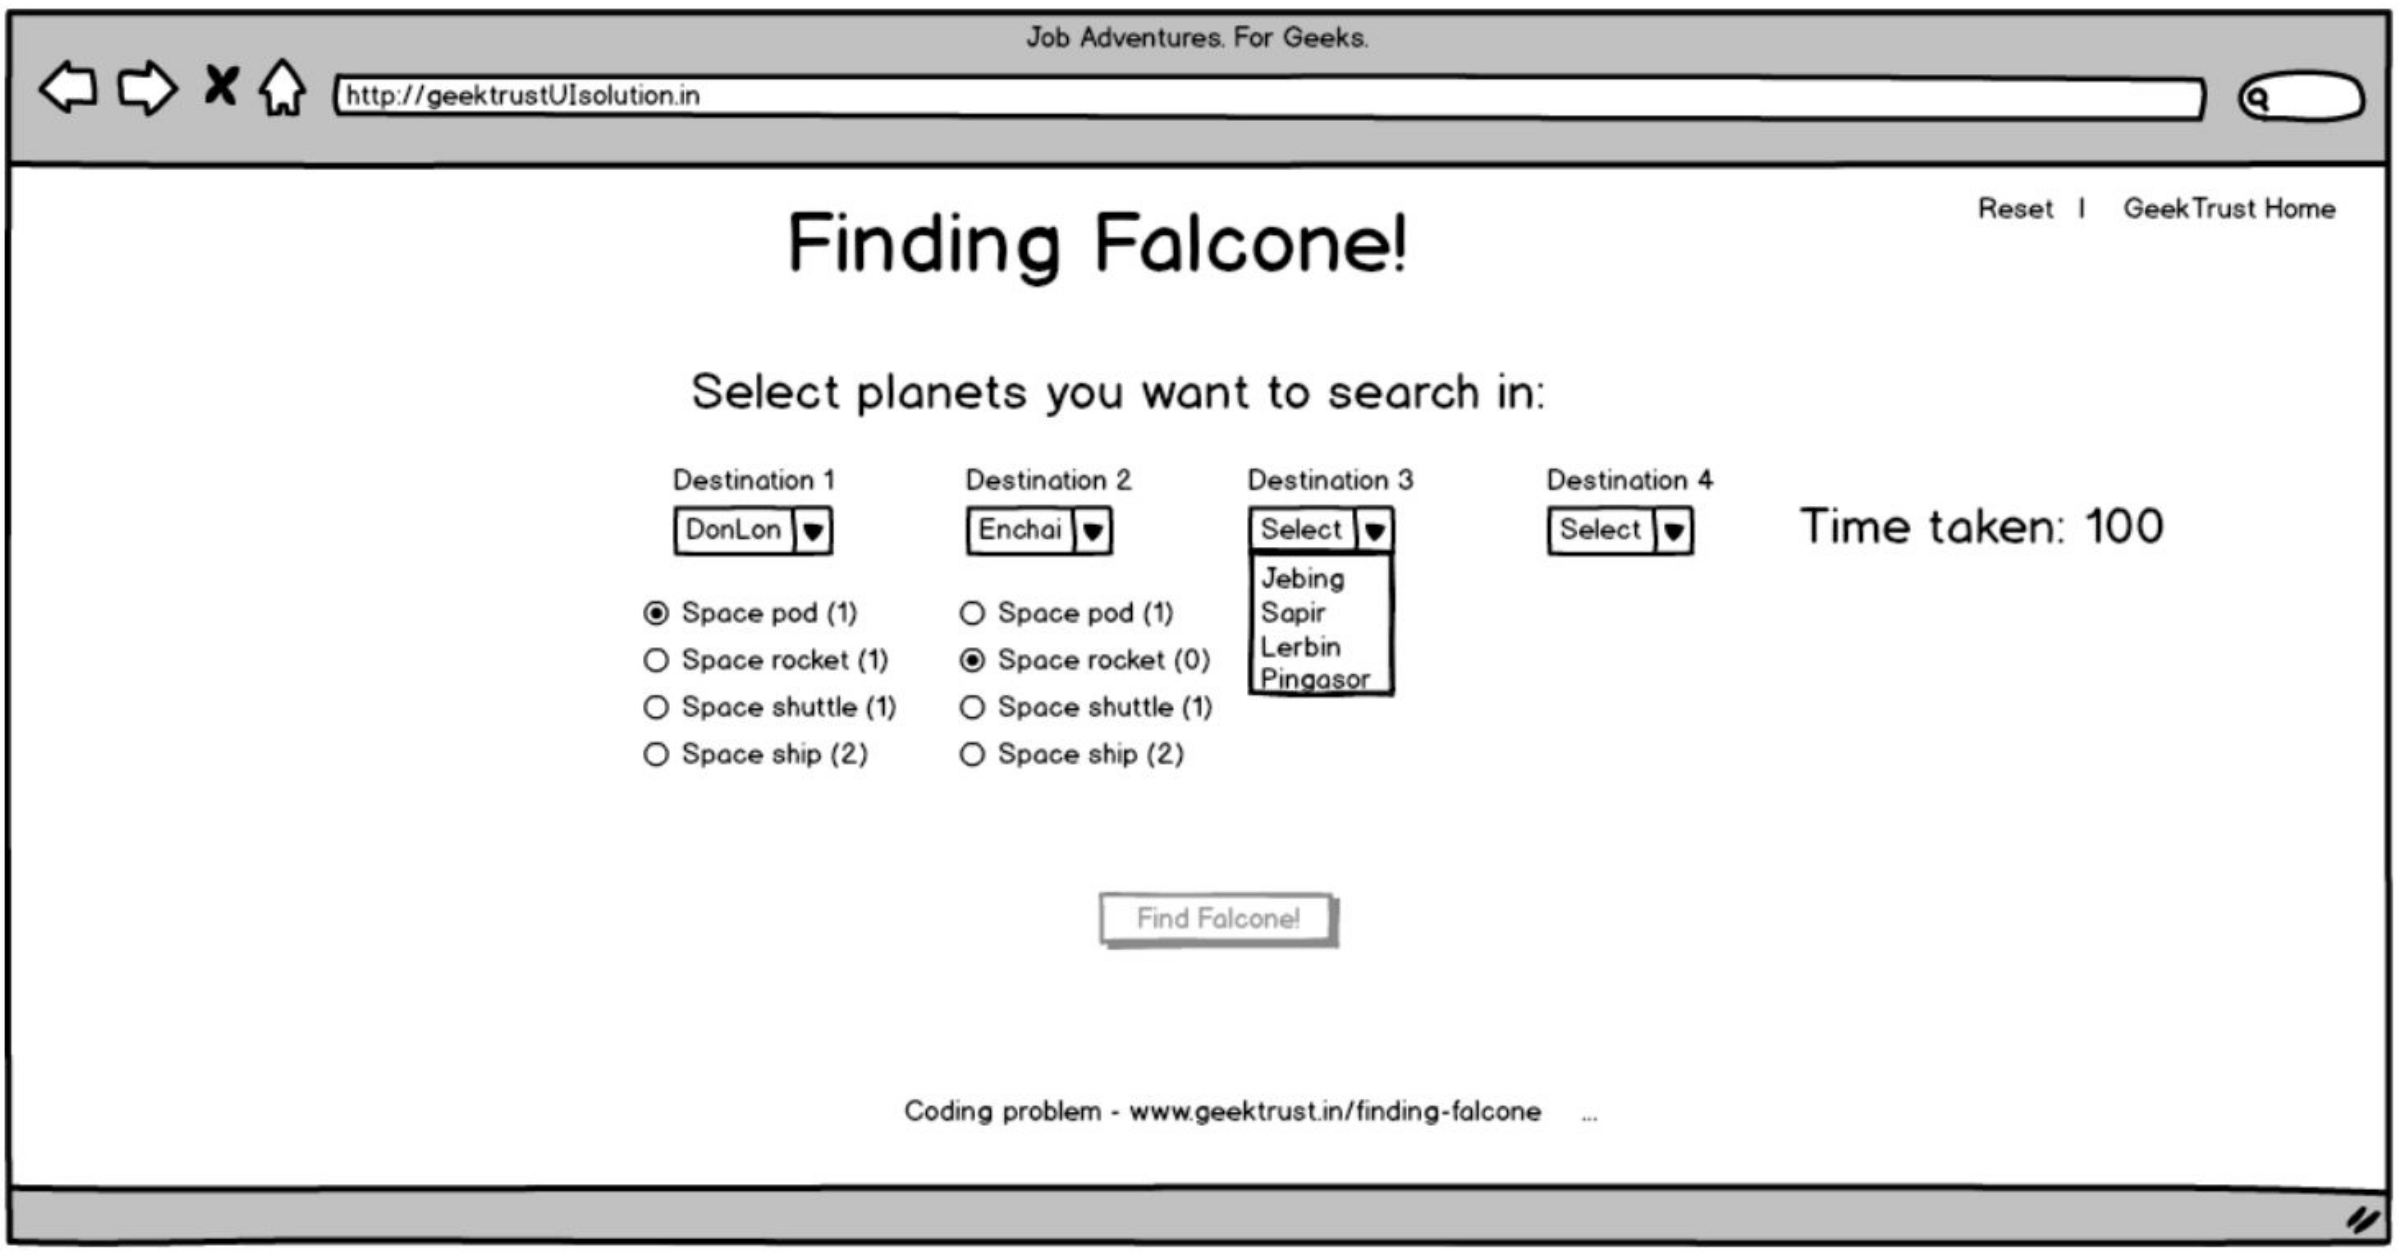 Job Adventures. For Geeks.
http://geektrustUIsolution.in
Reset | GeekTrust Home
Finding Falcone!
Select planets you want to search in:
Destination 1 Destination 2 Destination 3 Destination 4
DonLon Enchai Select Select Time taken: 100
Jebing
Space pod (1) Space pod (1) Sapir
Lerbin
Space rocket (1) Space rocket (0)
Pingasor
Space shuttle (1) Space shuttle (1)
Space ship (2) Space ship (2)
Find Falcone!
Coding problem - www.geektrust.in/finding-falcone ...